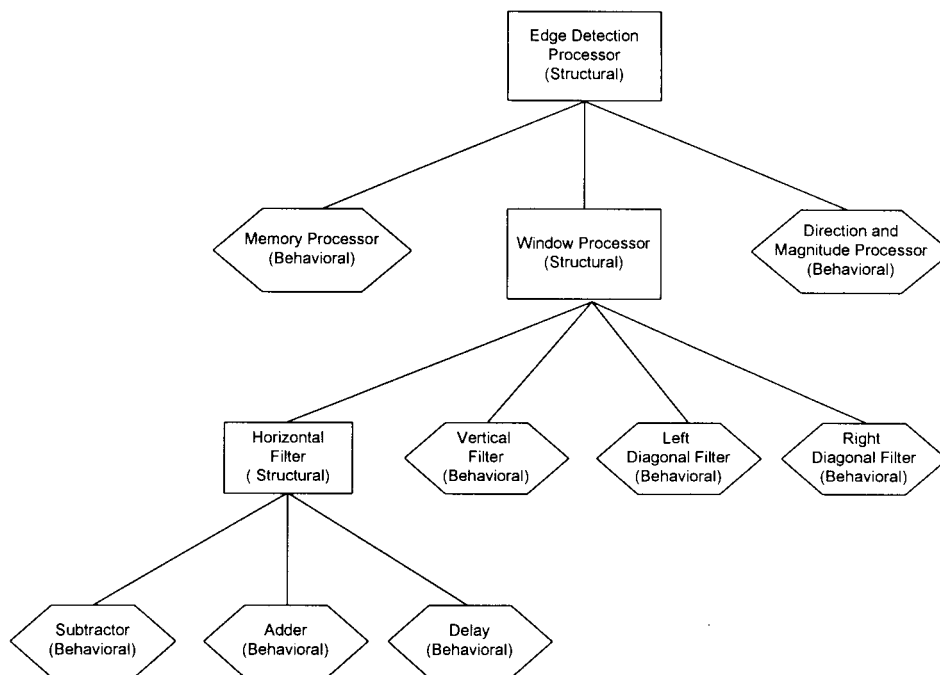 Edge Detection
Processor
(Structural)
Memory Processor
(Behavioral)
Window Processor
(Structural)
Direction and
Magnitude Processor
(Behavioral)
Horizontal
Filter
( Structural)
Vertical
Filter
(Behavioral)
Left
Diagonal Filter
(Behavioral)
Right
Diagonal Filter
(Behavioral)
Subtractor
(Behavioral)
Adder
(Behavioral)
Delay
(Behavioral)